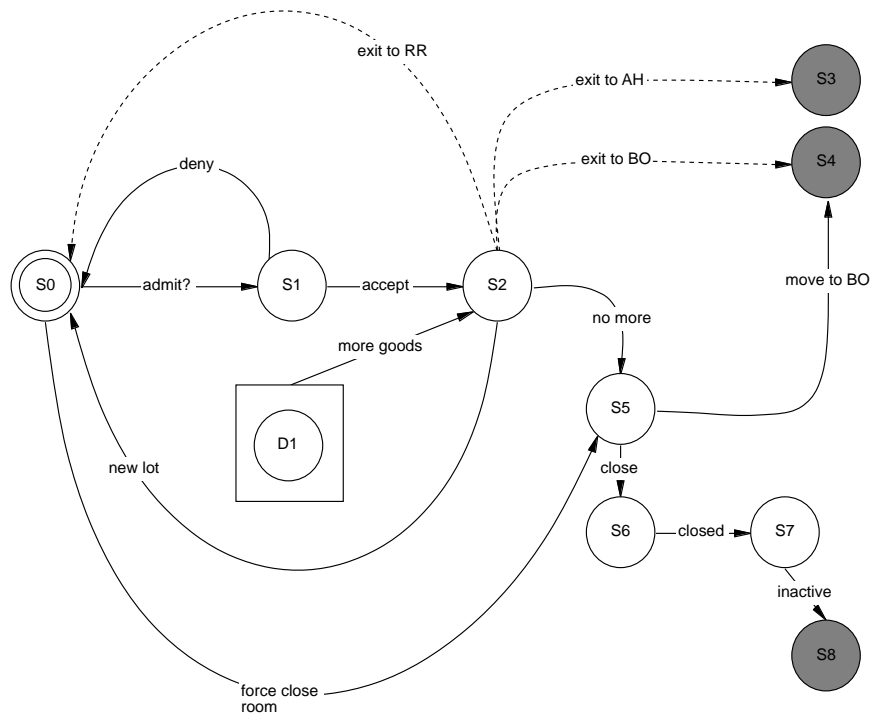 exit to RR
exit to AH
S3
exit to BO
S4
deny
S0
admit?
S1
accept
S2
move to BO
no more
more goods
S5
D1
new lot
close
S6
closed
S7
inactive
S8
force close
room